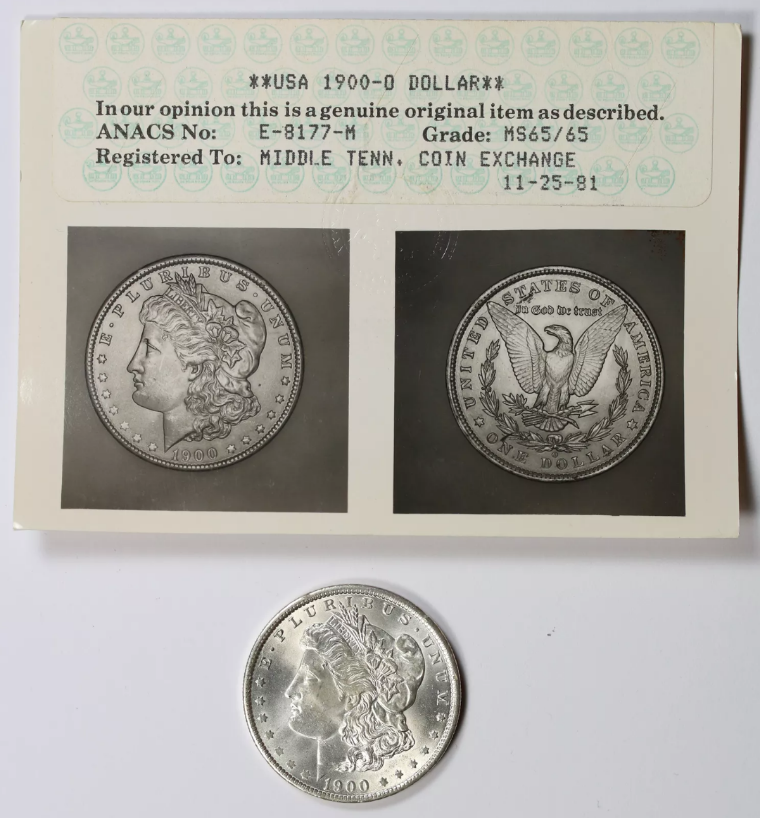 **USA 1900-O DOLLAR**
In our opinion this is a genuine original item as described.
ANACS No: E-8177-M Grade: MS65/65
Registered To: MIDDLE TENN. COIN EXCHANGE
11-25-81
E·PLURIBUS·UNUM
1900
UNITED STATES OF AMERICA
In God we trust
ONE DOLLAR
O
E·PLURIBUS·UNUM
1900